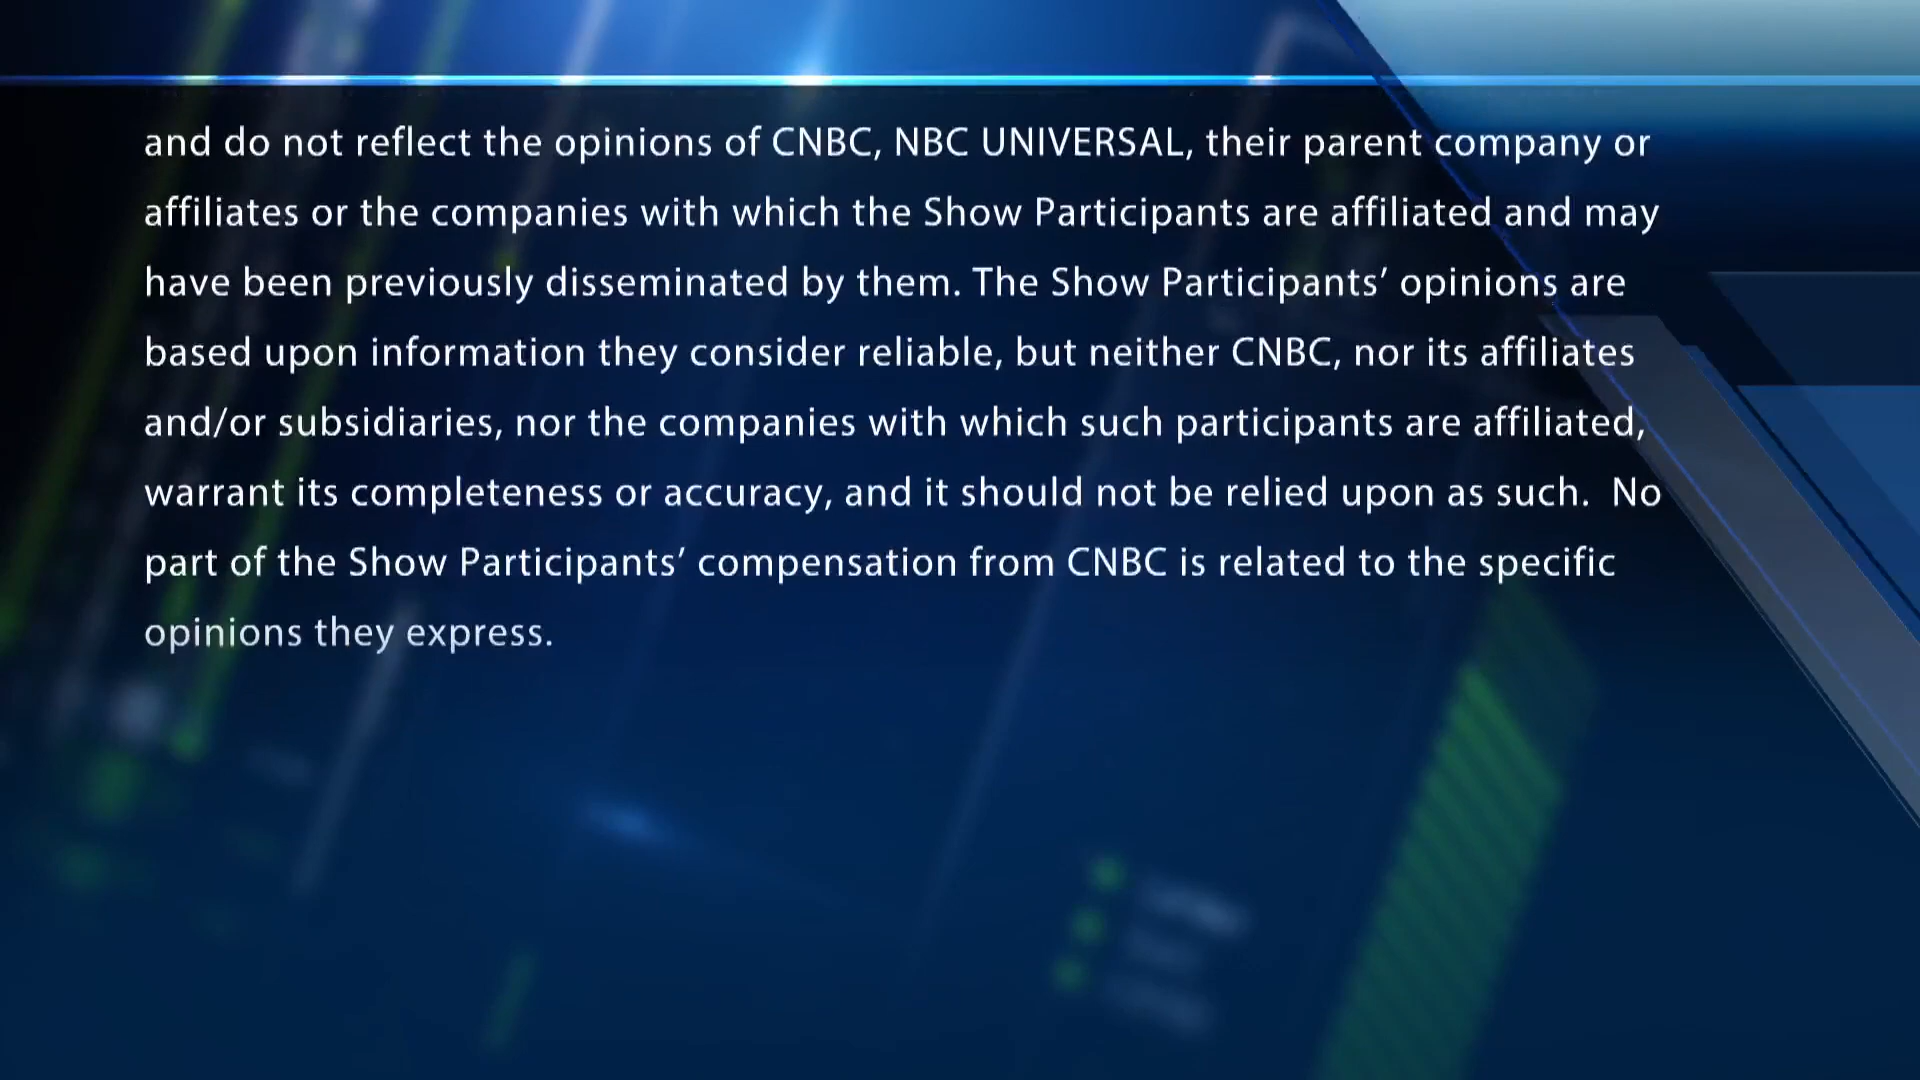 and do not reflect the opinions of CNBC, NBC UNIVERSAL, their parent company or
affiliates or the companies with which the Show Participants are affiliated and may
have been previously disseminated by them. The Show Participants’ opinions are
based upon information they consider reliable, but neither CNBC, nor its affiliates
and/or subsidiaries, nor the companies with which such participants are affiliated,
warrant its completeness or accuracy, and it should not be relied upon as such.  No
part of the Show Participants’ compensation from CNBC is related to the specific
opinions they express.